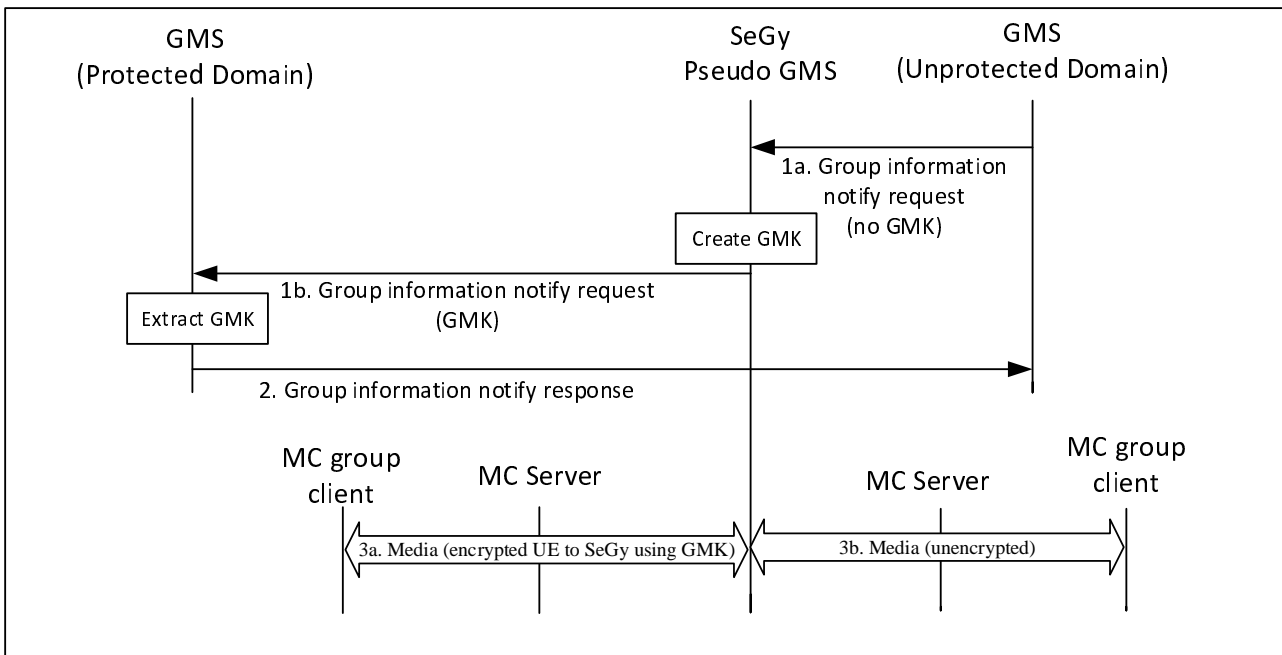 GMS
(Protected Domain)
SeGy
Pseudo GMS
GMS
(Unprotected Domain)
1a. Group information
notify request
(no GMK)
Create GMK
1b. Group information notify request
(GMK)
Extract GMK
2. Group information notify response
MC group
client
MC Server
MC Server
MC group
client
3a. Media (encrypted UE to SeGy using GMK)
3b. Media (unencrypted)